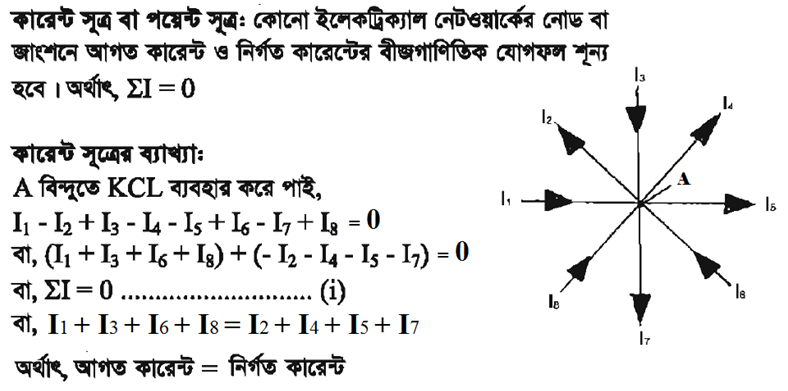 কারেন্ট সূত্র বা পয়েন্ট সূত্র: কোনো ইলেকট্রিক্যাল নেটওয়ার্কের নোড বা
জাংশনে আগত কারেন্ট ও নির্গত কারেন্টের বীজগাণিতিক যোগফল শূন্য
হবে। অর্থাৎ, ΣI = 0
কারেন্ট সূত্রের ব্যাখ্যাঃ
A বিন্দুতে KCL ব্যবহার করে পাই,
I₁ - I₂ + I₃ - I₄ - I₅ + I₆ - I₇ + I₈ = 0
বা, (I₁ + I₃ + I₆ + I₈) + (- I₂ - I₄ - I₅ - I₇) = 0
বা, ΣI = 0 ................................ (i)
বা, I1 + I3 + I6 + I8 = I2 + I4 + I5 + I7
অর্থাৎ, আগত কারেন্ট = নির্গত কারেন্ট
I₃
I₂
I₄
A
I₁
I₅
I₈
I₆
I₇